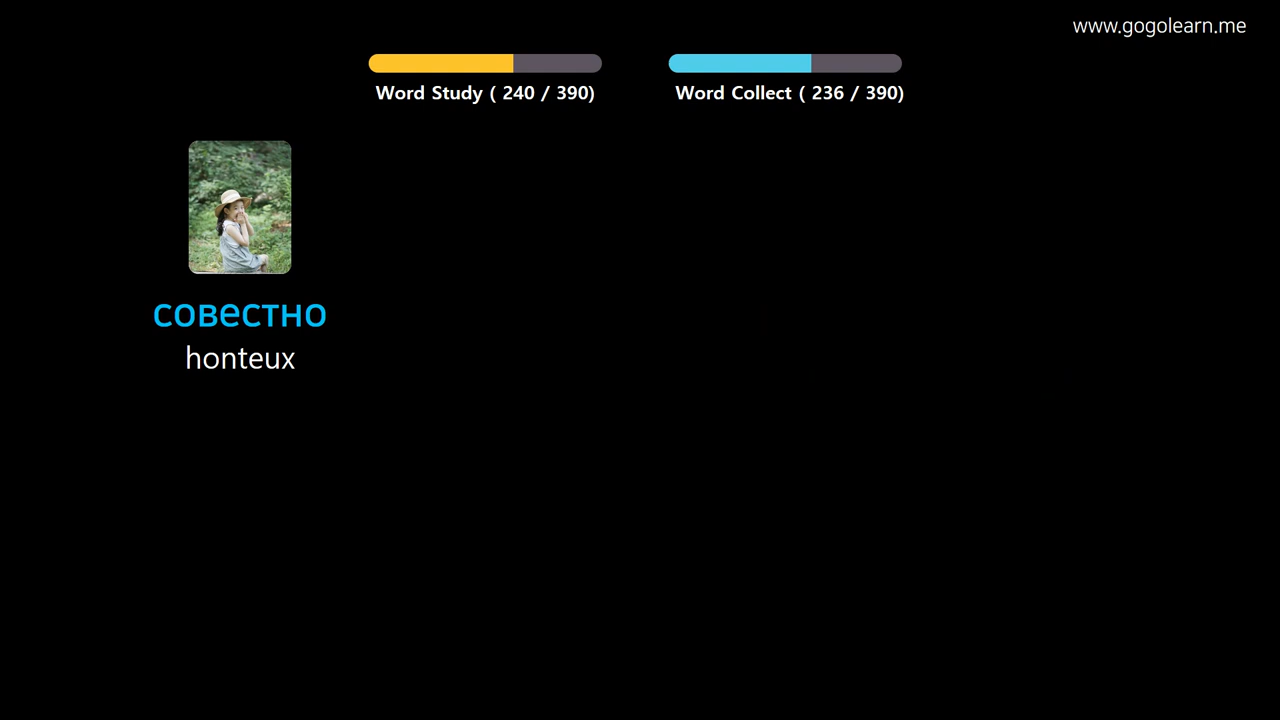 www.gogolearn.me
Word Study ( 240 / 390)
Word Collect ( 236 / 390)
совестно
honteux